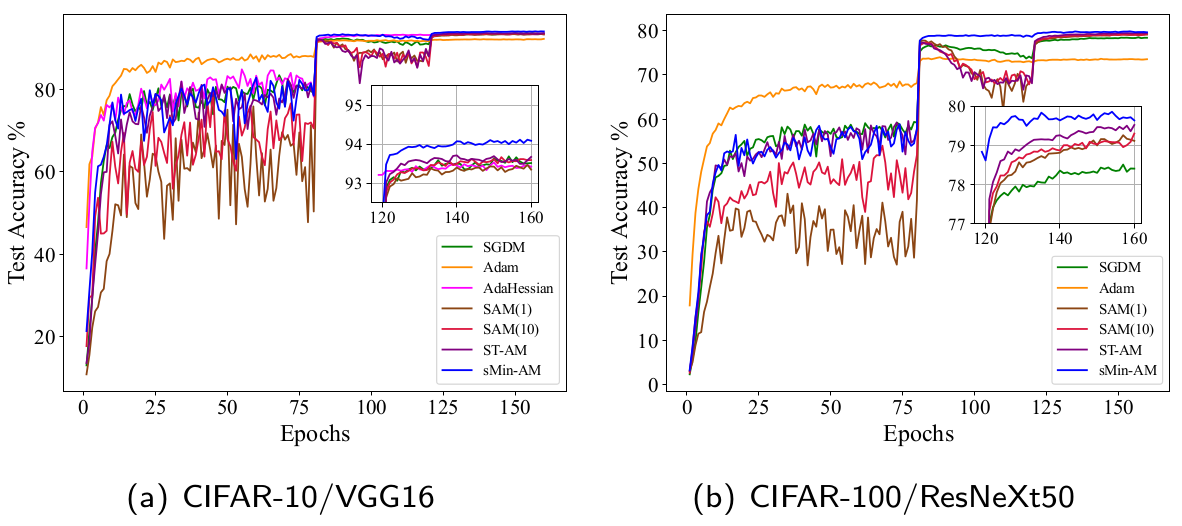 Test Accuracy %
80
60
40
20
95
94
93
120 140 160
SGDM
Adam
AdaHessian
SAM(1)
SAM(10)
ST-AM
sMin-AM
0 25 50 75 100 125 150
Epochs
(a) CIFAR-10/VGG16
Test Accuracy %
80
70
60
50
40
30
20
10
0
80
79
78
77
120 140 160
SGDM
Adam
SAM(1)
SAM(10)
ST-AM
sMin-AM
0 25 50 75 100 125 150
Epochs
(b) CIFAR-100/ResNeXt50